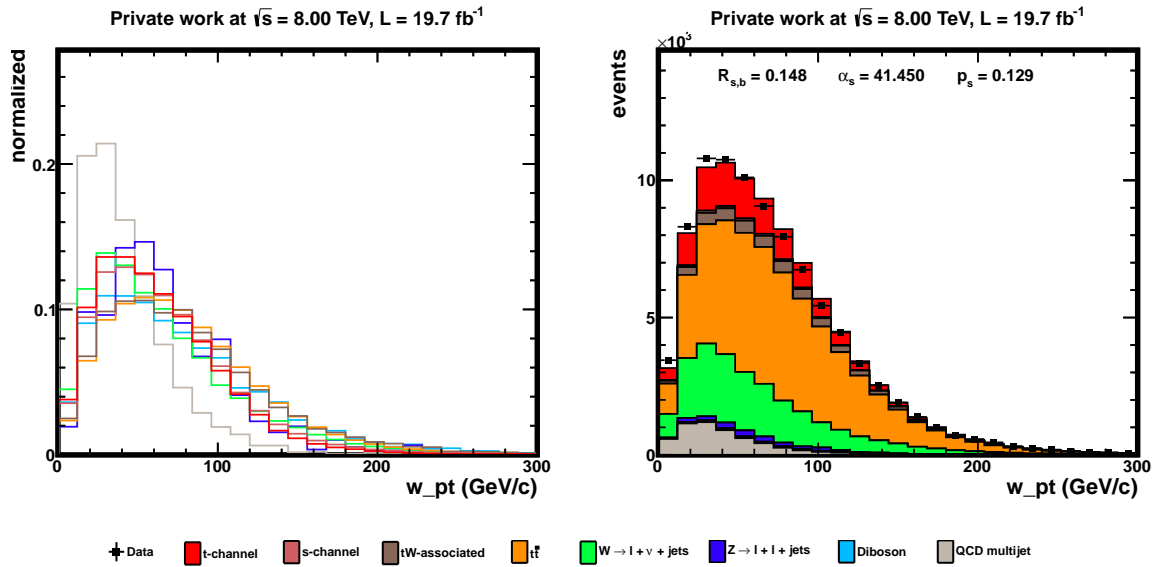 Private work at √s = 8.00 TeV, L = 19.7 fb⁻¹
normalized
0.2
0.1
0
0 100 200 300
w_pt (GeV/c)
Private work at √s = 8.00 TeV, L = 19.7 fb⁻¹
×10³
events
R_{s,b} = 0.148 α_s = 41.450 p_s = 0.129
10
5
0
0 100 200 300
w_pt (GeV/c)
Data t-channel s-channel tW-associated tt̄ W → l + ν + jets Z → l + l + jets Diboson QCD multijet